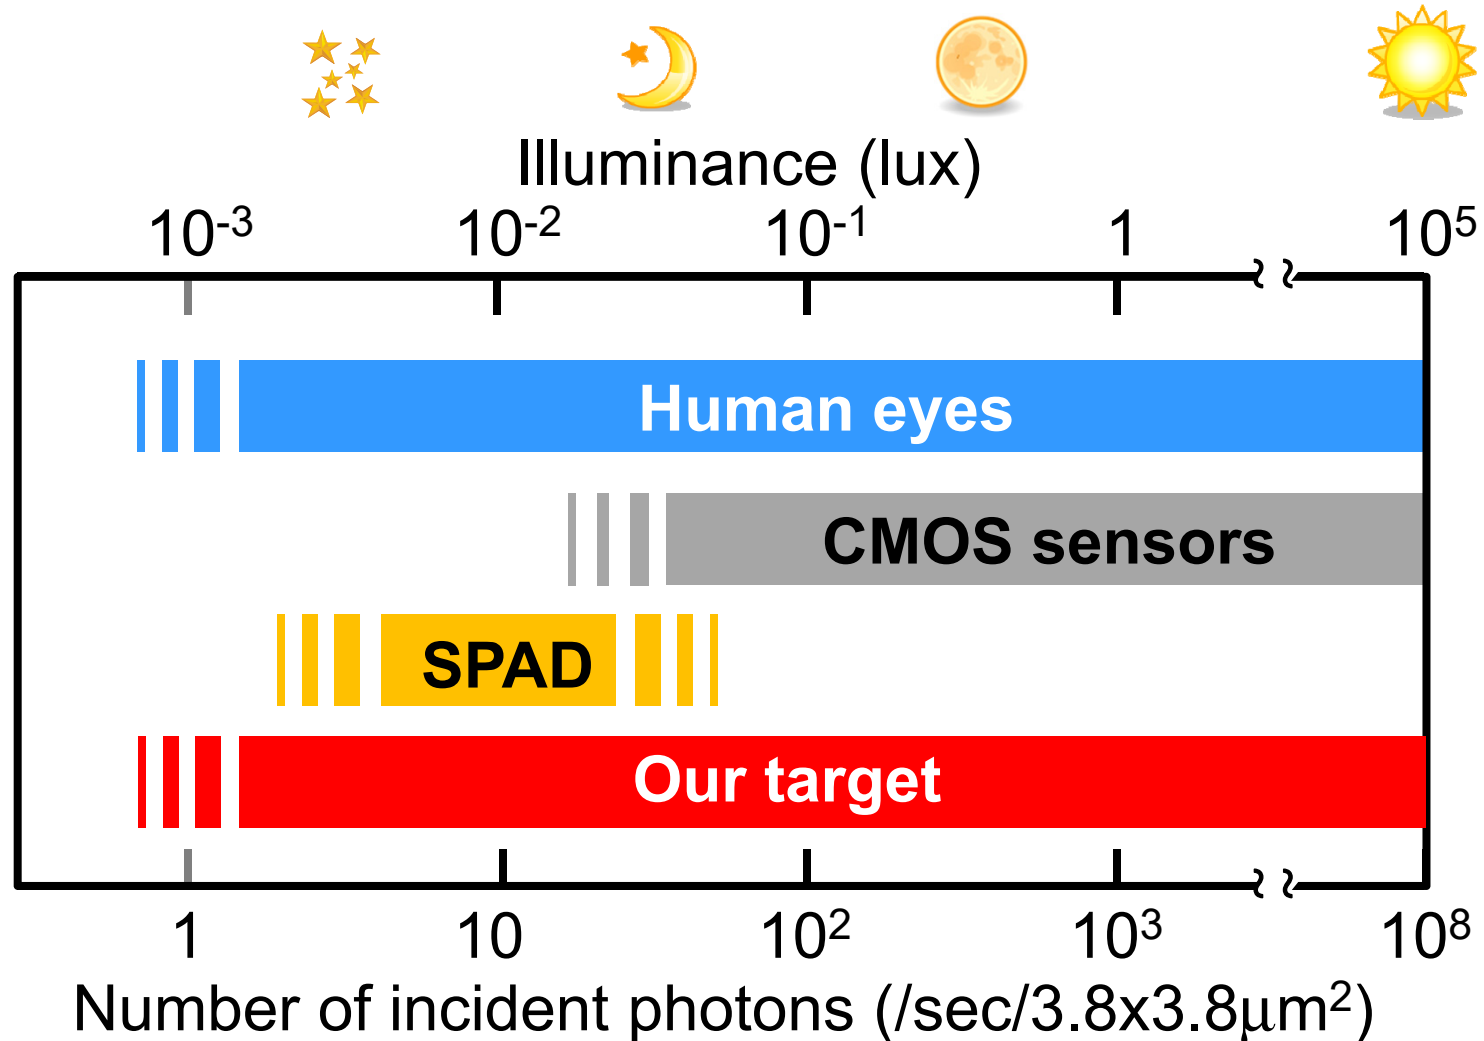 Illuminance (lux)
10⁻³ 10⁻² 10⁻¹ 1 10⁵
Human eyes
CMOS sensors
SPAD
Our target
1 10 10² 10³ 10⁸
Number of incident photons (/sec/3.8x3.8μm²)